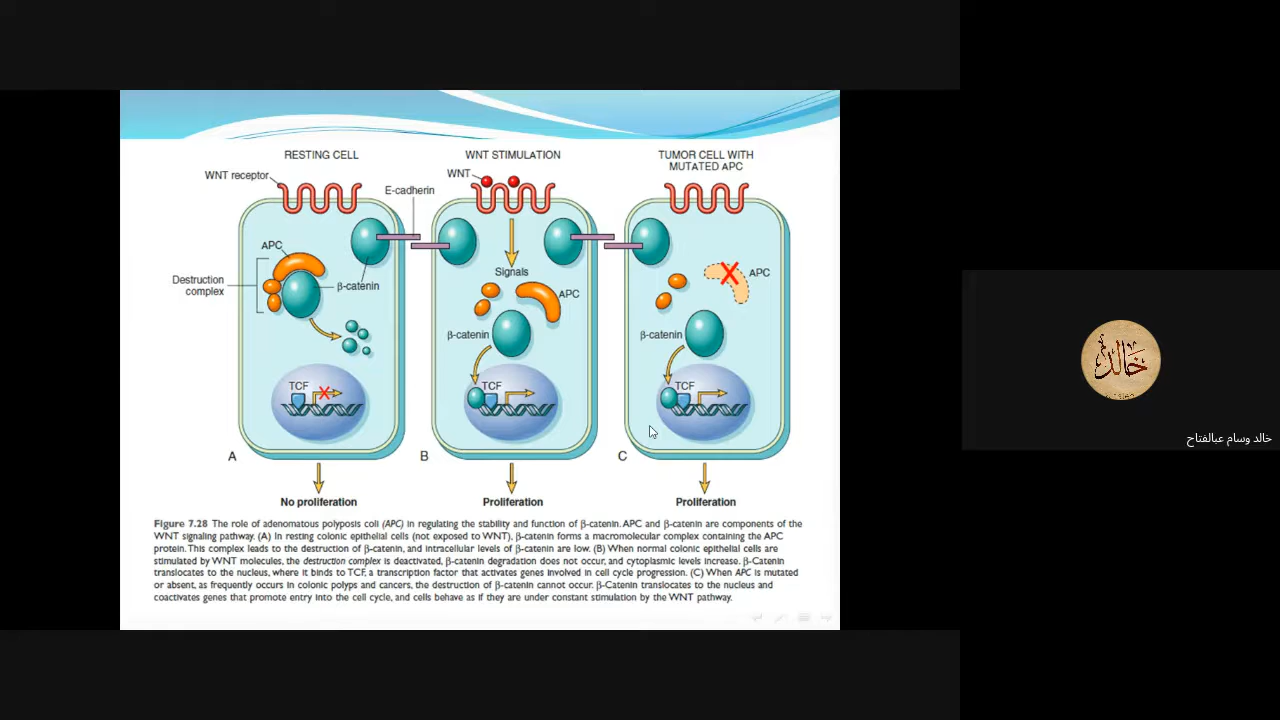 RESTING CELL
WNT STIMULATION
TUMOR CELL WITH
MUTATED APC
WNT receptor
WNT
E-cadherin
APC
Destruction
complex
β-catenin
Signals
APC
β-catenin
APC
β-catenin
TCF
TCF
TCF
A
B
C
No proliferation
Proliferation
Proliferation
Figure 7.28 The role of adenomatous polyposis coli (APC) in regulating the stability and function of β-catenin. APC and β-catenin are components of the
WNT signaling pathway. (A) In resting colonic epithelial cells (not exposed to WNT), β-catenin forms a macromolecular complex containing the APC
protein. This complex leads to the destruction of β-catenin, and intracellular levels of β-catenin are low. (B) When normal colonic epithelial cells are
stimulated by WNT molecules, the destruction complex is deactivated, β-catenin degradation does not occur, and cytoplasmic levels increase. β-Catenin
translocates to the nucleus, where it binds to TCF, a transcription factor that activates genes involved in cell cycle progression. (C) When APC is mutated
or absent, as frequently occurs in colonic polyps and cancers, the destruction of β-catenin cannot occur. β-Catenin translocates to the nucleus and
coactivates genes that promote entry into the cell cycle, and cells behave as if they are under constant stimulation by the WNT pathway.
خالد
خالد وسام عبالفتاح